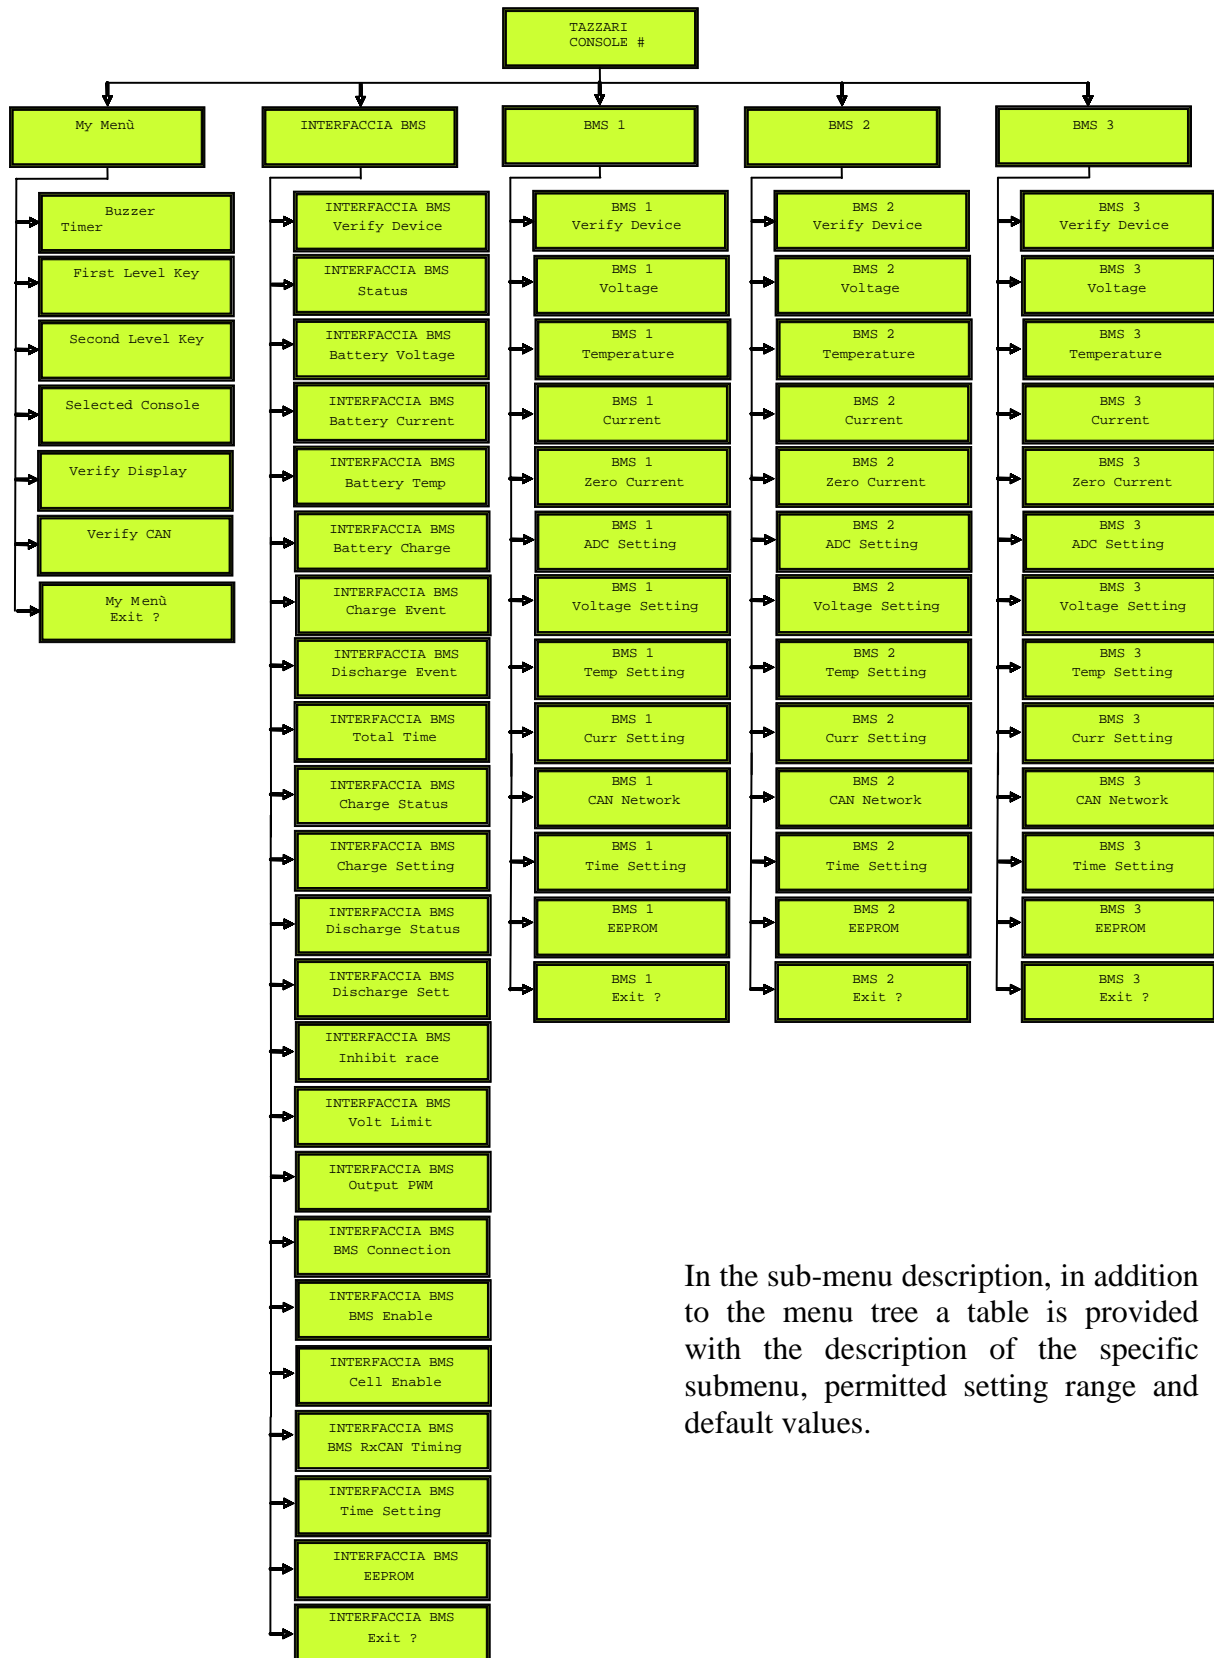 TAZZARI
CONSOLE #
My Menù
INTERFACCIA BMS
BMS 1
BMS 2
BMS 3
Buzzer
Timer
First Level Key
Second Level Key
Selected Console
Verify Display
Verify CAN
My Menù
Exit ?
INTERFACCIA BMS
Verify Device
INTERFACCIA BMS
Status
INTERFACCIA BMS
Battery Voltage
INTERFACCIA BMS
Battery Current
INTERFACCIA BMS
Battery Temp
INTERFACCIA BMS
Battery Charge
INTERFACCIA BMS
Charge Event
INTERFACCIA BMS
Discharge Event
INTERFACCIA BMS
Total Time
INTERFACCIA BMS
Charge Status
INTERFACCIA BMS
Charge Setting
INTERFACCIA BMS
Discharge Status
INTERFACCIA BMS
Discharge Sett
INTERFACCIA BMS
Inhibit race
INTERFACCIA BMS
Volt Limit
INTERFACCIA BMS
Output PWM
INTERFACCIA BMS
BMS Connection
INTERFACCIA BMS
BMS Enable
INTERFACCIA BMS
Cell Enable
INTERFACCIA BMS
BMS RxCAN Timing
INTERFACCIA BMS
Time Setting
INTERFACCIA BMS
EEPROM
INTERFACCIA BMS
Exit ?
BMS 1
Verify Device
BMS 1
Voltage
BMS 1
Temperature
BMS 1
Current
BMS 1
Zero Current
BMS 1
ADC Setting
BMS 1
Voltage Setting
BMS 1
Temp Setting
BMS 1
Curr Setting
BMS 1
CAN Network
BMS 1
Time Setting
BMS 1
EEPROM
BMS 1
Exit ?
BMS 2
Verify Device
BMS 2
Voltage
BMS 2
Temperature
BMS 2
Current
BMS 2
Zero Current
BMS 2
ADC Setting
BMS 2
Voltage Setting
BMS 2
Temp Setting
BMS 2
Curr Setting
BMS 2
CAN Network
BMS 2
Time Setting
BMS 2
EEPROM
BMS 2
Exit ?
BMS 3
Verify Device
BMS 3
Voltage
BMS 3
Temperature
BMS 3
Current
BMS 3
Zero Current
BMS 3
ADC Setting
BMS 3
Voltage Setting
BMS 3
Temp Setting
BMS 3
Curr Setting
BMS 3
CAN Network
BMS 3
Time Setting
BMS 3
EEPROM
BMS 3
Exit ?
In the sub-menu description, in addition
to the menu tree a table is provided
with the description of the specific
submenu, permitted setting range and
default values.